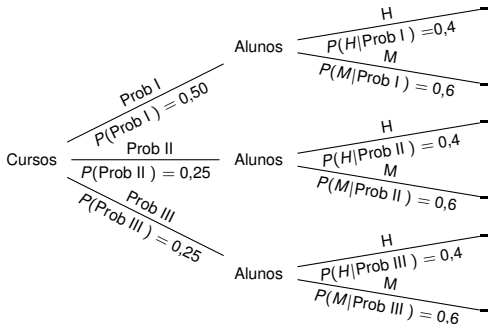 H
P(H|Prob I) =0,4
M
P(M|Prob I) = 0,6
Alunos
Prob I
P(Prob I) = 0,50
Cursos
Prob II
P(Prob II) = 0,25
Alunos
H
P(H|Prob II) = 0,4
M
P(M|Prob II) = 0,6
Prob III
P(Prob III) = 0,25
Alunos
H
P(H|Prob III) = 0,4
M
P(M|Prob III) = 0,6